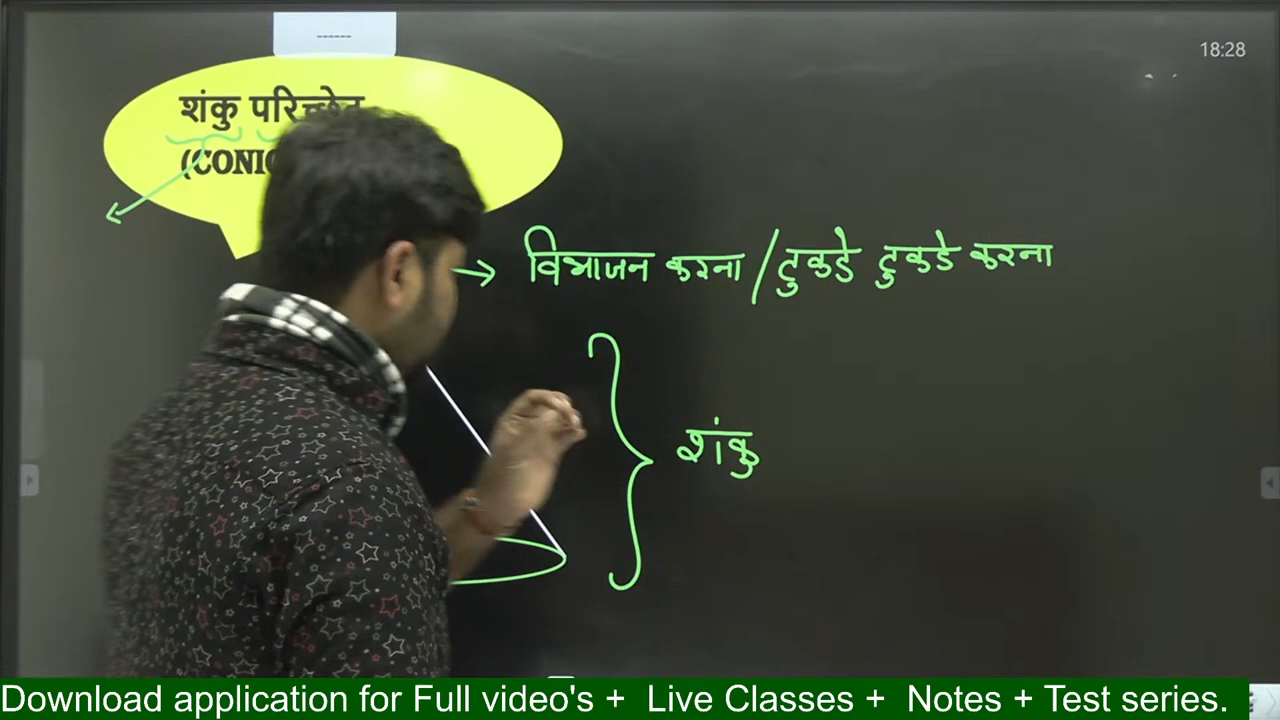 ------
18:28
शंकु परिच्छेद
(CONIC
→ विभाजन करना / टुकडे टुकडे करना
शंकु
Download application for Full video's + Live Classes + Notes + Test series.